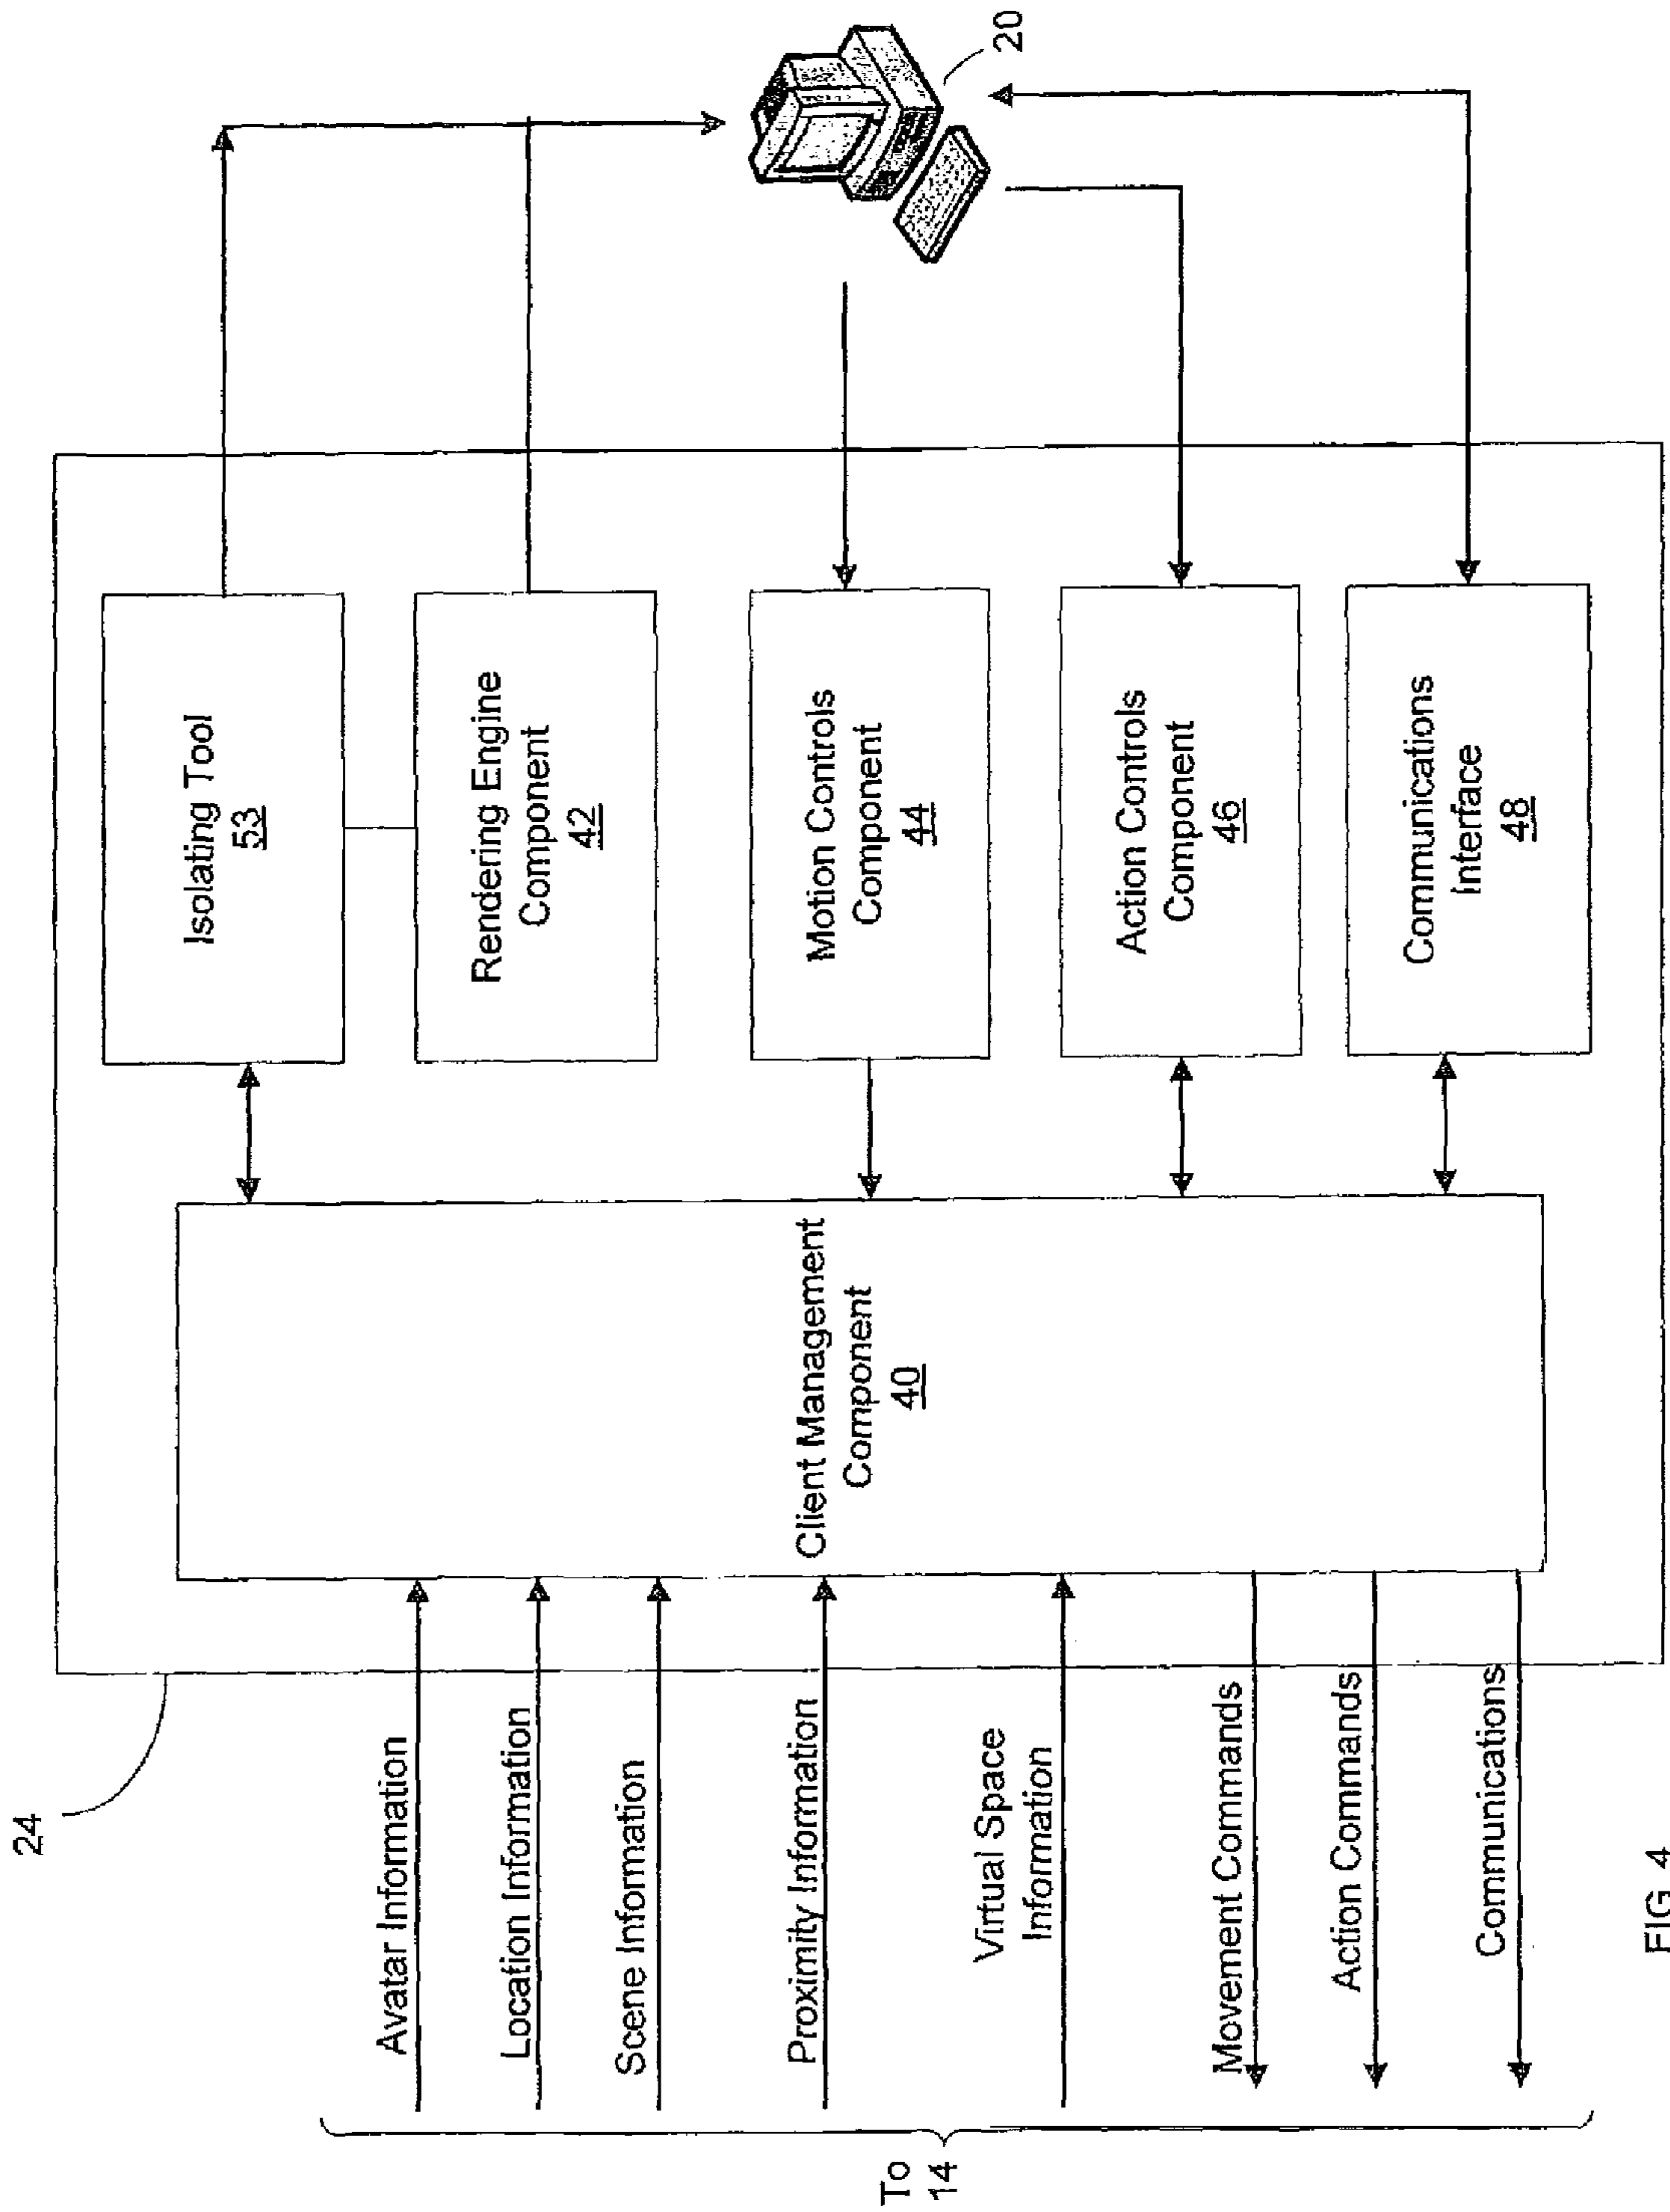 24
Avatar Information
Location Information
Scene Information
Proximity Information
Virtual Space
Information
Movement Commands
Action Commands
Communications
To
14
Client Management
Component
40
Isolating Tool
53
Rendering Engine
Component
42
Motion Controls
Component
44
Action Controls
Component
46
Communications
Interface
48
20
FIG. 4